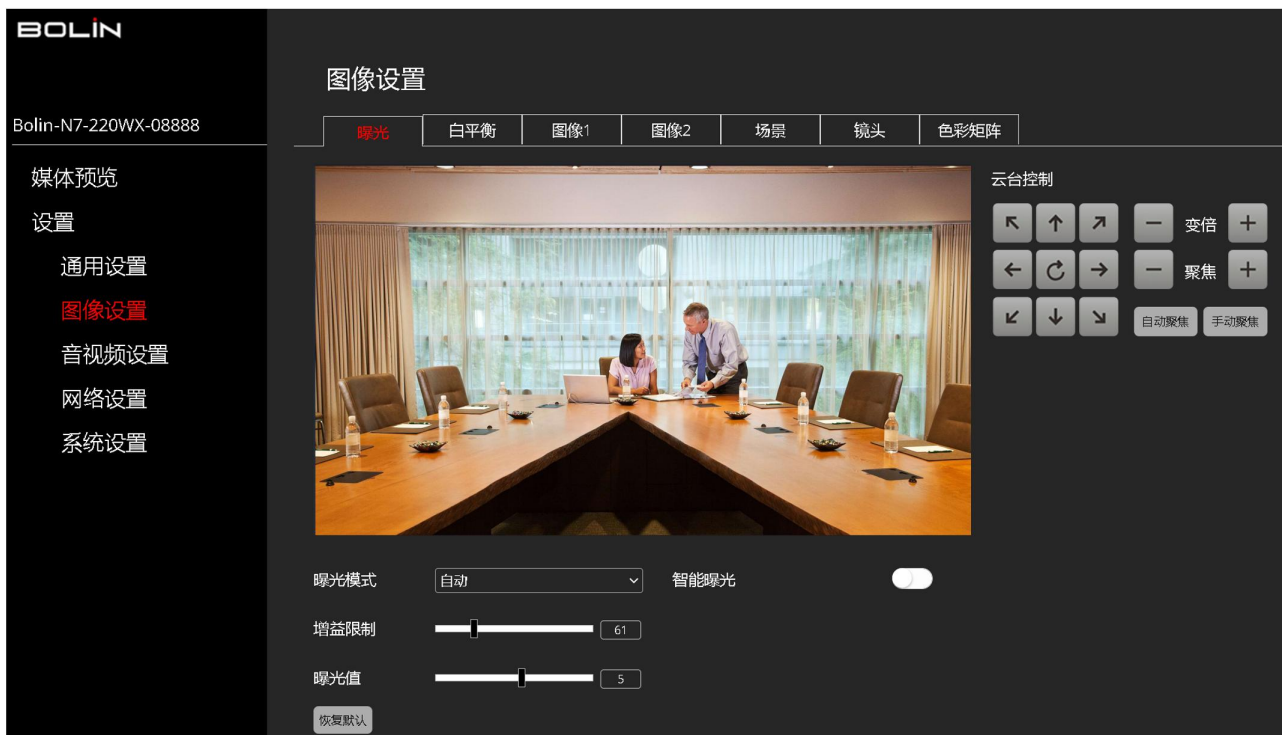 BOLIN
Bolin-N7-220WX-08888
媒体预览
设置
通用设置
图像设置
音视频设置
网络设置
系统设置
图像设置
曝光 白平衡 图像1 图像2 场景 镜头 色彩矩阵
云台控制
变倍
聚焦
自动聚焦 手动聚焦
曝光模式 自动 智能曝光
增益限制 61
曝光值 5
恢复默认